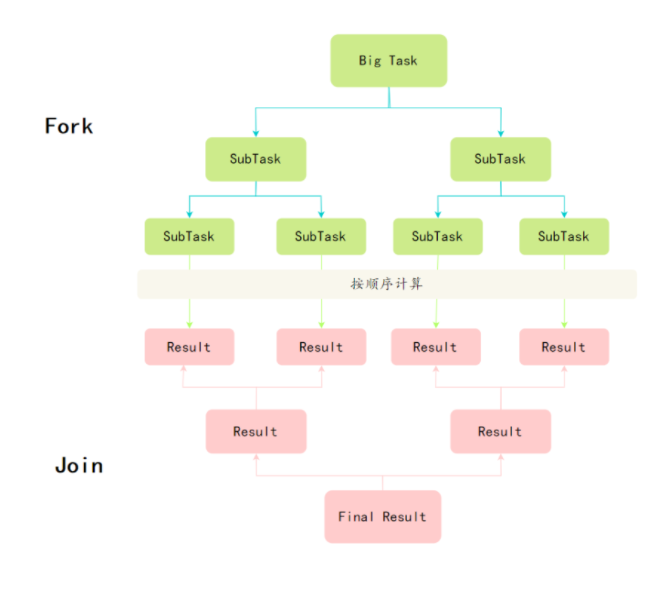 Big Task
Fork
SubTask SubTask
SubTask SubTask SubTask SubTask
按顺序计算
Result Result Result Result
Result Result
Join
Final Result